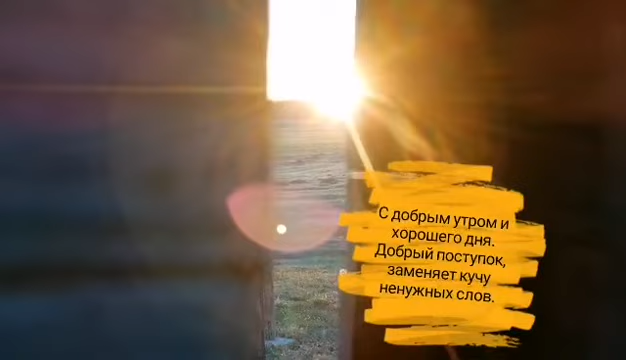 С добрым утром и
хорошего дня.
Добрый поступок,
заменяет кучу
ненужных слов.